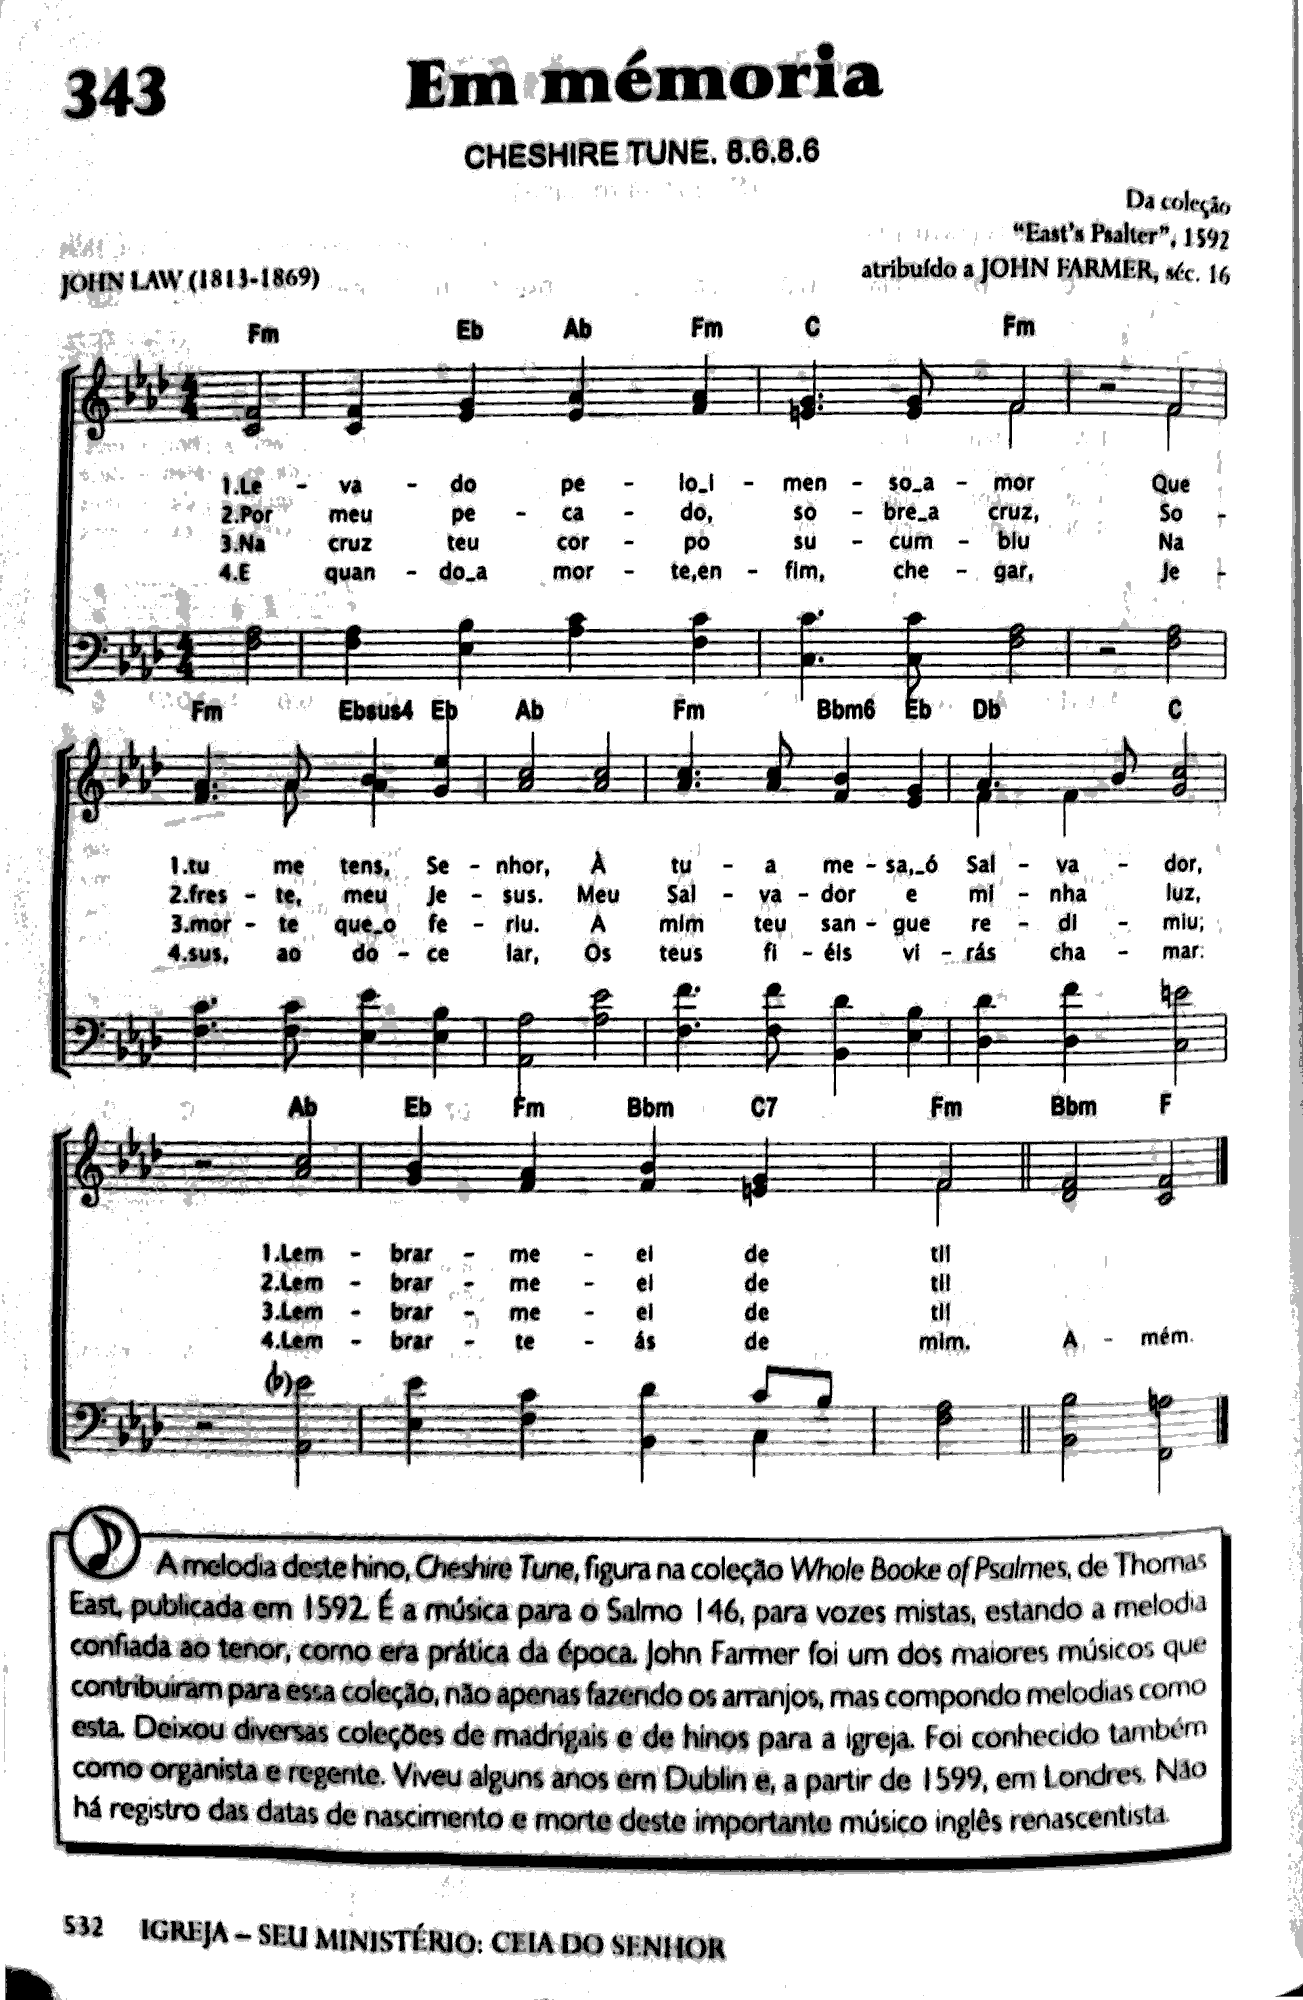 343
Em mémoria
CHESHIRE TUNE. 8.6.8.6
Da coleção
"East's Psalter", 1592
JOHN LAW (1813-1869)
atribuído a JOHN FARMER, séc. 16
Fm Eb Ab Fm C Fm
1.Le - va - do pe - lo_i - men - so_a - mor Que
2.Por meu pe - ca - do, so - bre_a cruz, So -
3.Na cruz teu cor - po su - cum - biu Na
4.E quan - do_a mor - te,en - fim, che - gar, Je -
Fm Ebsus4 Eb Ab Fm Bbm6 Eb Db C
1.tu me tens, Se - nhor, À tu - a me - sa,_ó Sal - va - dor,
2.fres - te, meu Je - sus. Meu Sal - va - dor e mi - nha luz,
3.mor - te que_o fe - riu. A mim teu san - gue re - di - miu;
4.sus, ao do - ce lar, Os teus fi - éis vi - rás cha - mar:
Ab Eb Fm Bbm C7 Fm Bbm F
1.Lem - brar - me - ei de til
2.Lem - brar - me - ei de til
3.Lem - brar - me - ei de til
4.Lem - brar - te - ás de mim. A - mém.
A melodia deste hino, Cheshire Tune, figura na coleção Whole Booke of Psalmes, de Thomas
East, publicada em 1592. É a música para o Salmo 146, para vozes mistas, estando a melodia
confiada ao tenor, como era prática da época. John Farmer foi um dos maiores músicos que
contribuíram para essa coleção, não apenas fazendo os arranjos, mas compondo melodias como
esta. Deixou diversas coleções de madrigais e de hinos para a igreja. Foi conhecido também
como organista e regente. Viveu alguns anos em Dublin e, a partir de 1599, em Londres. Não
há registro das datas de nascimento e morte deste importante músico inglês renascentista.
532 IGREJA – SEU MINISTÉRIO: CEIA DO SENHOR